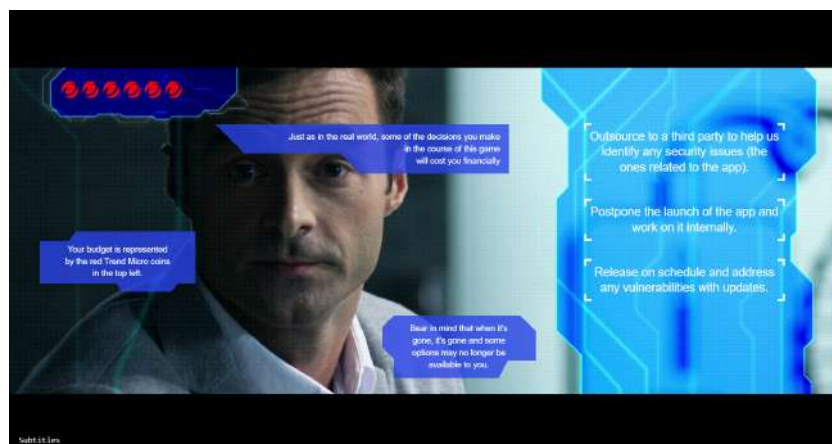 Just as in the real world, some of the decisions you make
in the course of this game
will cost you financially
Your budget is represented
by the red Trend Micro coins
in the top left.
Bear in mind that when it's
gone, it's gone and some
options may no longer be
available to you.
Outsource to a third party to help us
identify any security issues (the
ones related to the app).
Postpone the launch of the app and
work on it internally.
Release on schedule and address
any vulnerabilities with updates.
Subtitles